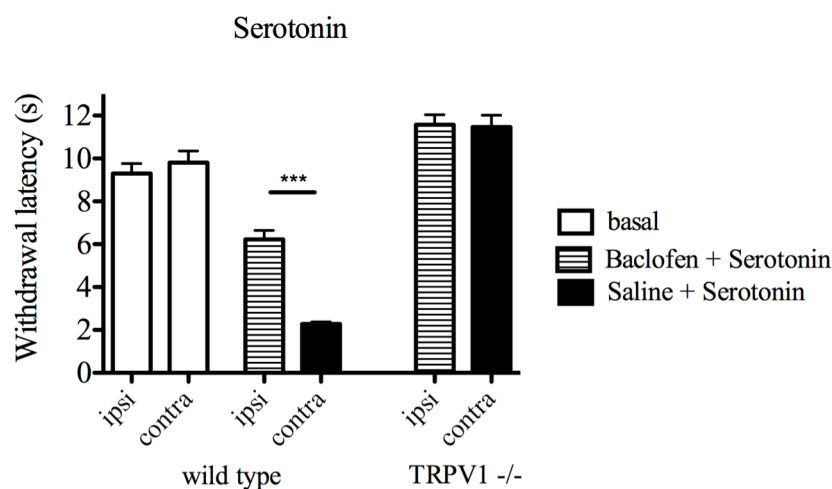 Serotonin
Withdrawal latency (s)
12
10
8
6
4
2
0
***
ipsi
contra
ipsi
contra
ipsi
contra
wild type
TRPV1 -/-
basal
Baclofen + Serotonin
Saline + Serotonin